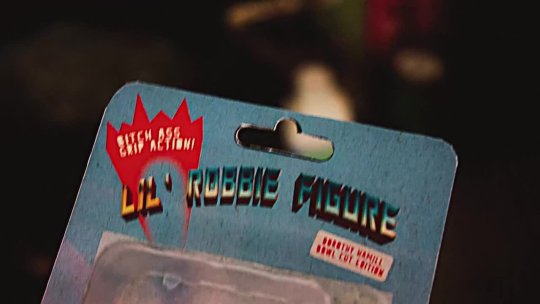 BITCH ASS
GRIP ACTION!
LIL' ROBBIE FIGURE
DOROTHY HAMILL
BOWL CUT EDITION